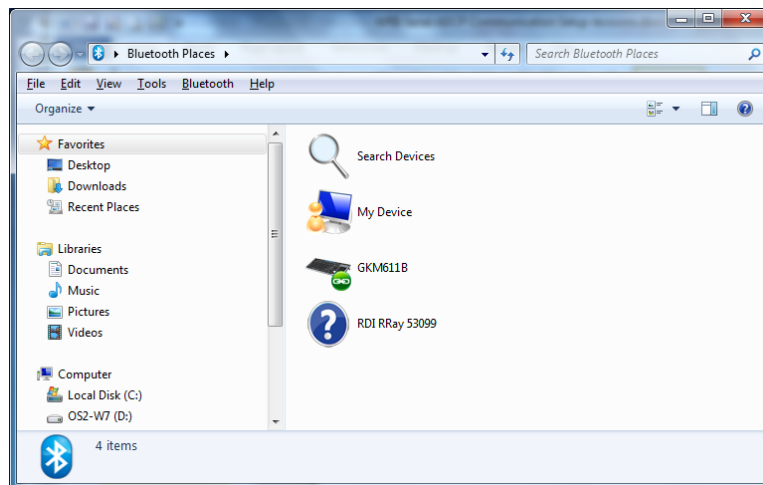 Bluetooth Places
Search Bluetooth Places
File Edit View Tools Bluetooth Help
Organize
Favorites
Desktop
Downloads
Recent Places
Libraries
Documents
Music
Pictures
Videos
Computer
Local Disk (C:)
OS2-W7 (D:)
Search Devices
My Device
GKM611B
RDI RRay 53099
4 items